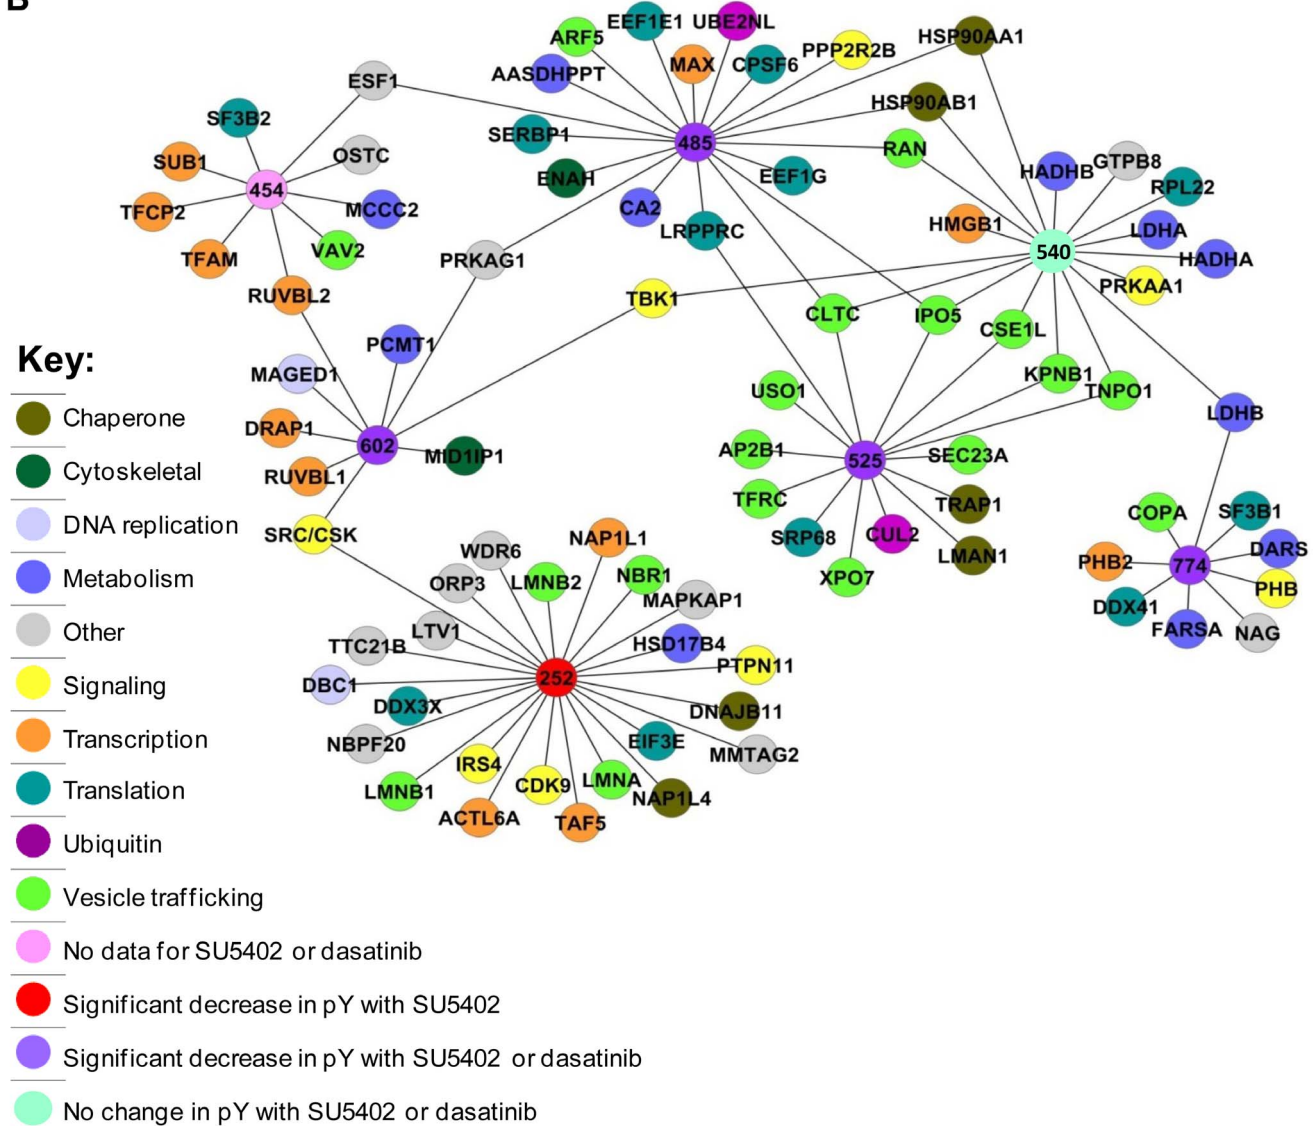 B
EEF1E1 UBE2NL
ARF5
HSP90AA1
PPP2R2B
MAX CPSF6
AASDHPPT
ESF1
HSP90AB1
SF3B2
SERBP1
485
RAN
OSTC
SUB1
GTPB8
HADHB
EEF1G
ENAH
RPL22
454
CA2
MCCC2
TFCP2
HMGB1
LDHA
LRPPRC
VAV2
540
TFAM
PRKAG1
HADHA
PRKAA1
RUVBL2
TBK1
CLTC
IPO5
CSE1L
PCMT1
Key:
MAGED1
KPNB1
TNPO1
USO1
LDHB
Chaperone
DRAP1
602
AP2B1
MID1IP1
SEC23A
525
Cytoskeletal
RUVBL1
TFRC
TRAP1
COPA
SF3B1
DNA replication
SRC/CSK
SRP68
CUL2
NAP1L1
DARS
WDR6
LMAN1
PHB2
774
Metabolism
ORP3
LMNB2
NBR1
XPO7
PHB
MAPKAP1
DDX41
Other
LTV1
FARSA
NAG
TTC21B
HSD17B4
PTPN11
252
Signaling
DBC1
DDX3X
DNAJB11
Transcription
NBPF20
EIF3E
MMTAG2
IRS4
LMNA
CDK9
Translation
LMNB1
NAP1L4
ACTL6A
TAF5
Ubiquitin
Vesicle trafficking
No data for SU5402 or dasatinib
Significant decrease in pY with SU5402
Significant decrease in pY with SU5402 or dasatinib
No change in pY with SU5402 or dasatinib